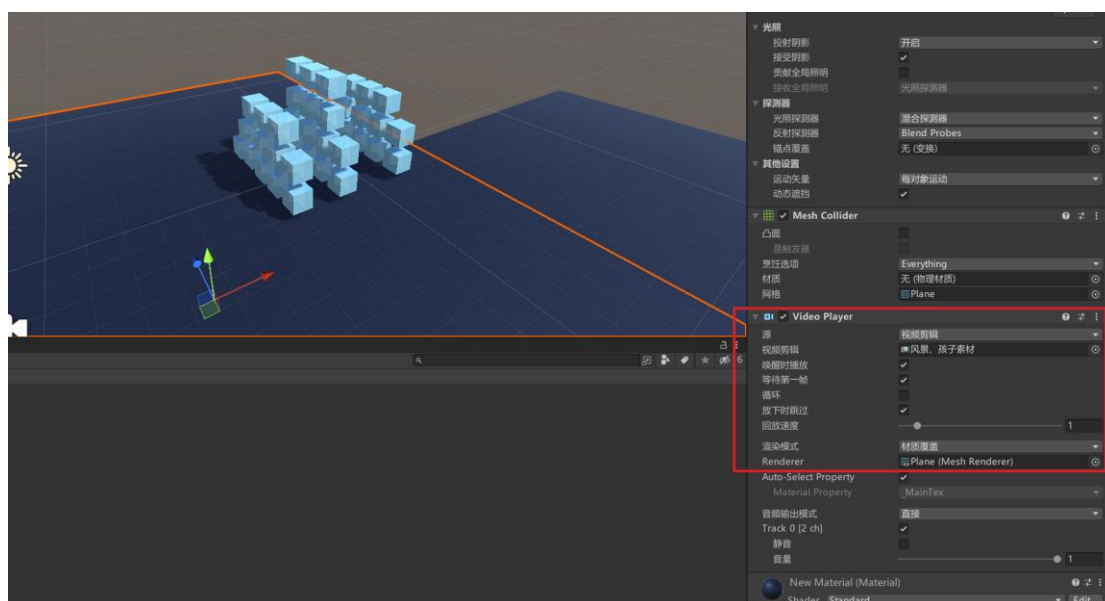 光照
投射阴影 开启
接受阴影
贡献全局照明
接收全局照明 光照探测器
探测器
光照探测器 混合探测器
反射探测器 Blend Probes
锚点覆盖 无 (变换)
其他设置
运动矢量 每对象运动
动态遮挡
Mesh Collider
凸面
是触发器
烹饪选项 Everything
材质 无 (物理材质)
网格 Plane
Video Player
源 视频剪辑
视频剪辑 风景、孩子素材
唤醒时播放
等待第一帧
循环
放下时跳过
回放速度 1
渲染模式 材质覆盖
Renderer Plane (Mesh Renderer)
Auto-Select Property
Material Property _MainTex
音频输出模式 直接
Track 0 [2 ch]
静音
音量 1
New Material (Material)
Shader Standard Edit...
6